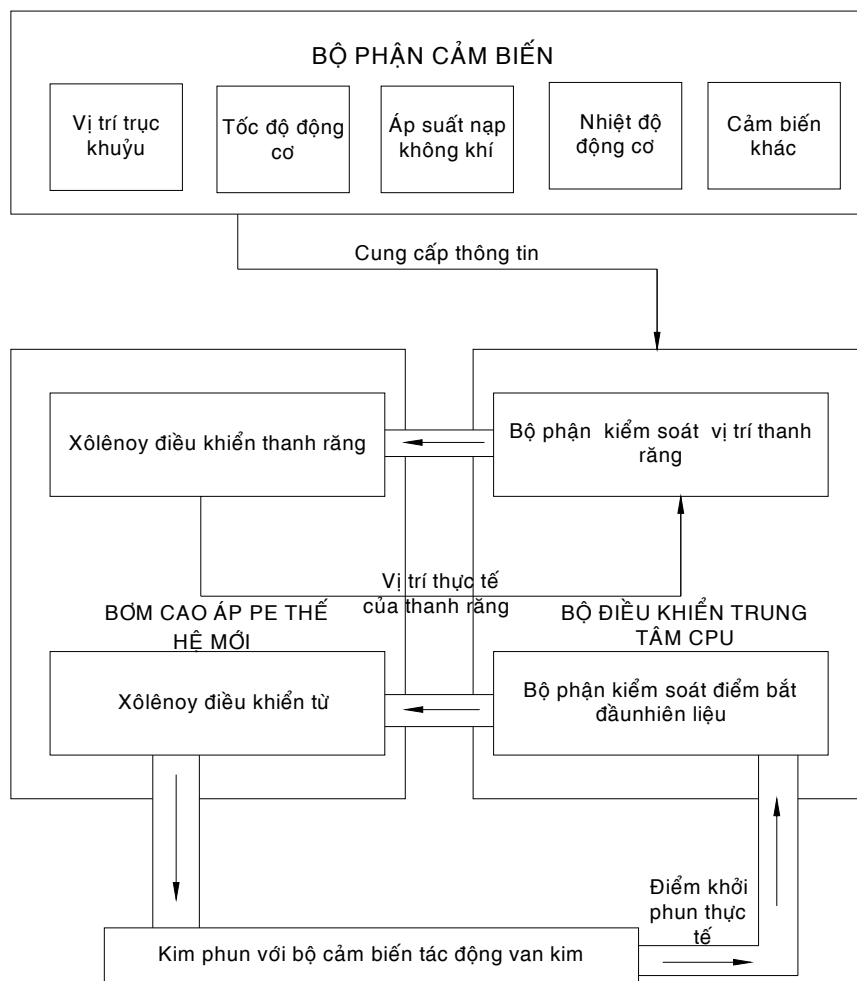 BỘ PHẬN CẢM BIẾN
Vị trí trục
khuỷu
Tốc độ động
cơ
Áp suất nạp
không khí
Nhiệt độ
động cơ
Cảm biến
khác
Cung cấp thông tin
Xôlênoy điều khiển thanh răng
Bộ phận kiểm soát vị trí thanh
răng
Vị trí thực tế
của thanh răng
BƠM CAO ÁP PE THẾ
HỆ MỚI
BỘ ĐIỀU KHIỂN TRUNG
TÂM CPU
Xôlênoy điều khiển từ
Bộ phận kiểm soát điểm bắt
đầunhiên liệu
Điểm khởi
phun thực
tế
Kim phun với bộ cảm biến tác động van kim